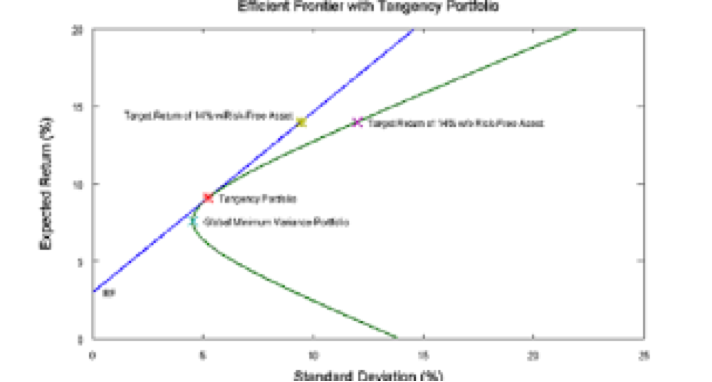 Efficient Frontier with Tangency Portfolio
20
15
10
5
0
Expected Return (%)
Target Return of 14% w/Risk-Free Asset
Target Return of 14% w/o Risk-Free Asset
Tangency Portfolio
Global Minimum Variance Portfolio
RF
0 5 10 15 20 25
Standard Deviation (%)